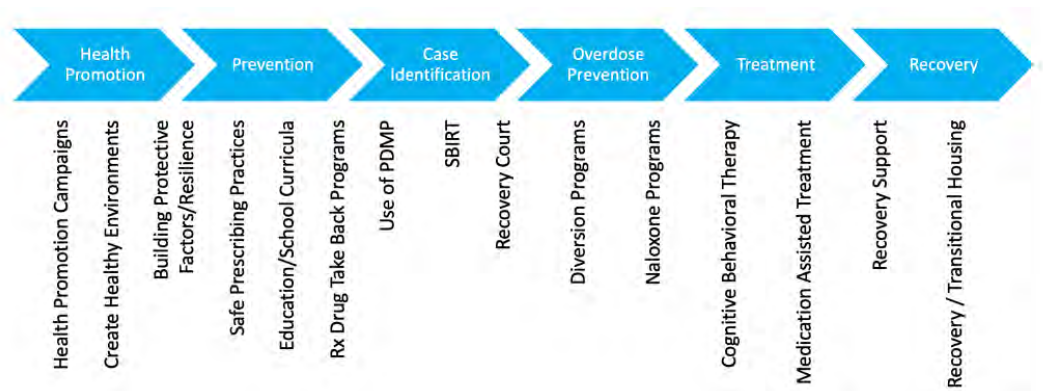 Health
Promotion
Prevention
Case
Identification
Overdose
Prevention
Treatment
Recovery
Health Promotion Campaigns
Create Healthy Environments
Building Protective
Factors/Resilience
Safe Prescribing Practices
Education/School Curricula
Rx Drug Take Back Programs
Use of PDMP
SBIRT
Recovery Court
Diversion Programs
Naloxone Programs
Cognitive Behavioral Therapy
Medication Assisted Treatment
Recovery Support
Recovery / Transitional Housing